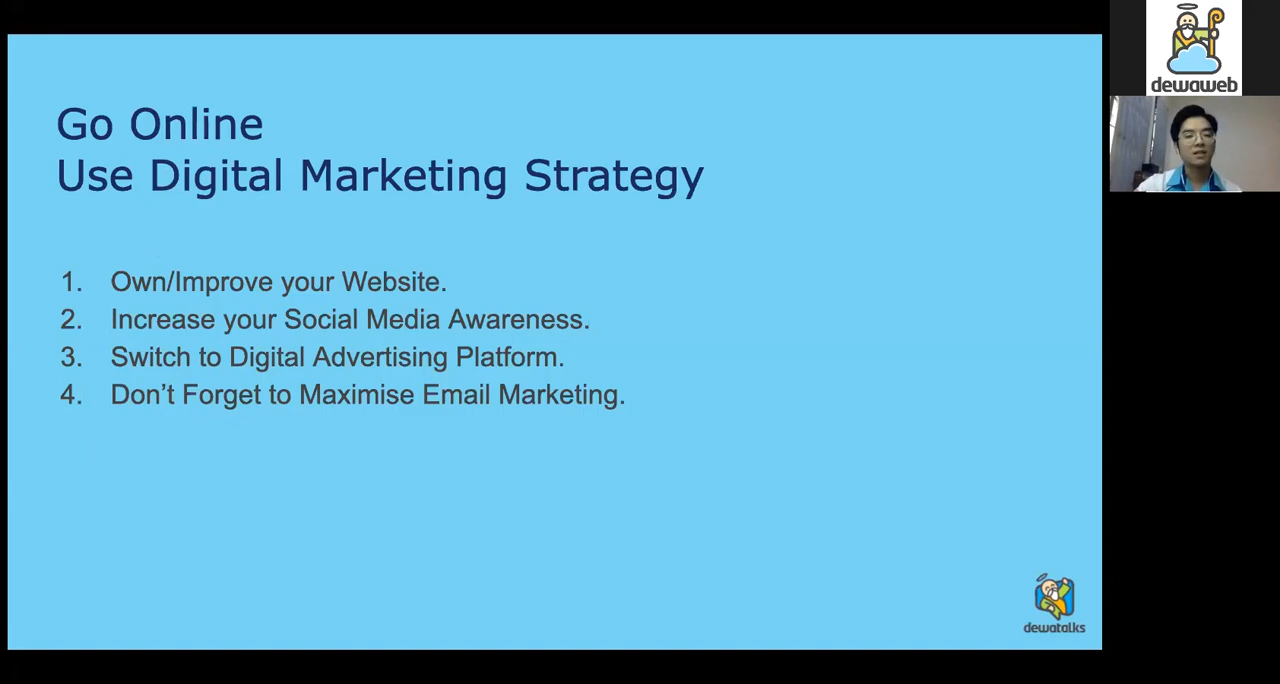 Go Online
Use Digital Marketing Strategy
1. Own/Improve your Website.
2. Increase your Social Media Awareness.
3. Switch to Digital Advertising Platform.
4. Don’t Forget to Maximise Email Marketing.
dewatalks
dewaweb